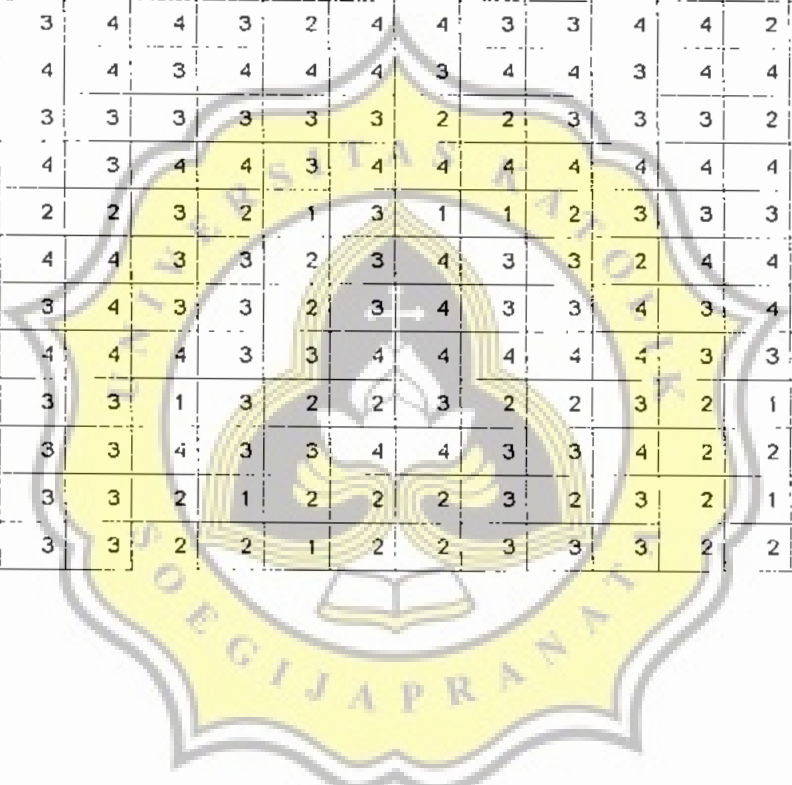 3 4 4 3 2 4 4 3 3 4 4 2
4 4 3 4 4 4 3 4 4 3 4 4
3 3 3 3 3 3 2 2 3 3 3 2
4 3 4 4 3 4 4 4 4 4 4 4
2 2 3 2 1 3 1 1 2 3 3 3
4 4 3 3 2 3 4 3 3 2 4 4
3 4 3 3 2 3 4 3 3 4 3 4
4 4 4 3 3 4 4 4 4 4 3 3
3 3 1 3 2 2 3 2 2 3 2 1
3 3 4 3 3 4 4 3 3 4 2 2
3 3 2 1 2 2 2 3 2 3 2 1
3 3 2 2 1 2 2 3 3 3 2 2
UNIVERSITAS KATOLIK
SOEGIJAPRANATA